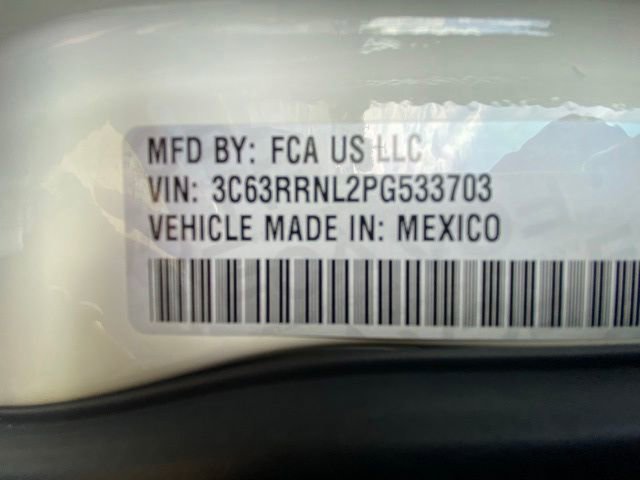 MFD BY: FCA US LLC
VIN: 3C63RRNL2PG533703
VEHICLE MADE IN: MEXICO